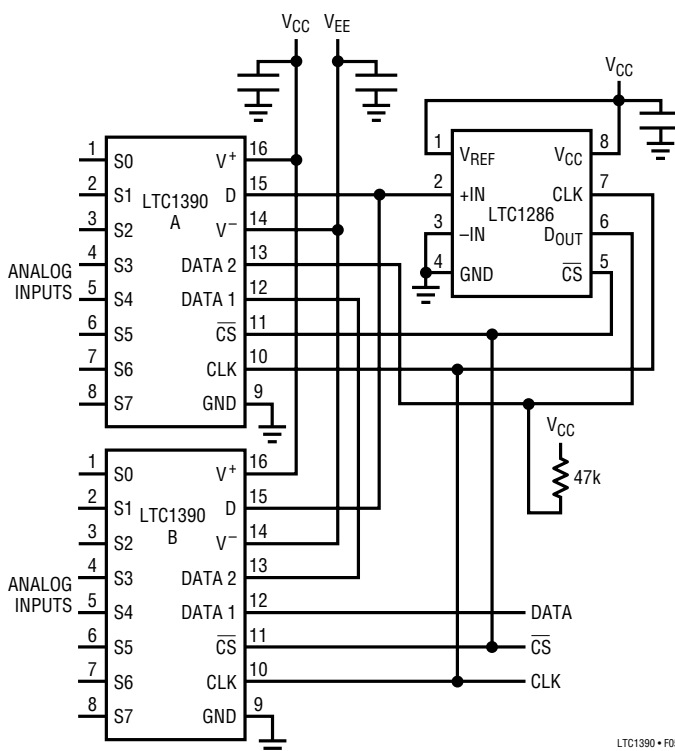 VCC VEE
VCC
1 S0 V+ 16
2 S1 D 15
3 S2 V− 14
4 S3 DATA 2 13
5 S4 DATA 1 12
6 S5 CS 11
7 S6 CLK 10
8 S7 GND 9
LTC1390
A
ANALOG
INPUTS
1 VREF VCC 8
2 +IN CLK 7
3 –IN DOUT 6
4 GND CS 5
LTC1286
VCC
47k
1 S0 V+ 16
2 S1 D 15
3 S2 V− 14
4 S3 DATA 2 13
5 S4 DATA 1 12
6 S5 CS 11
7 S6 CLK 10
8 S7 GND 9
LTC1390
B
ANALOG
INPUTS
DATA
CS
CLK